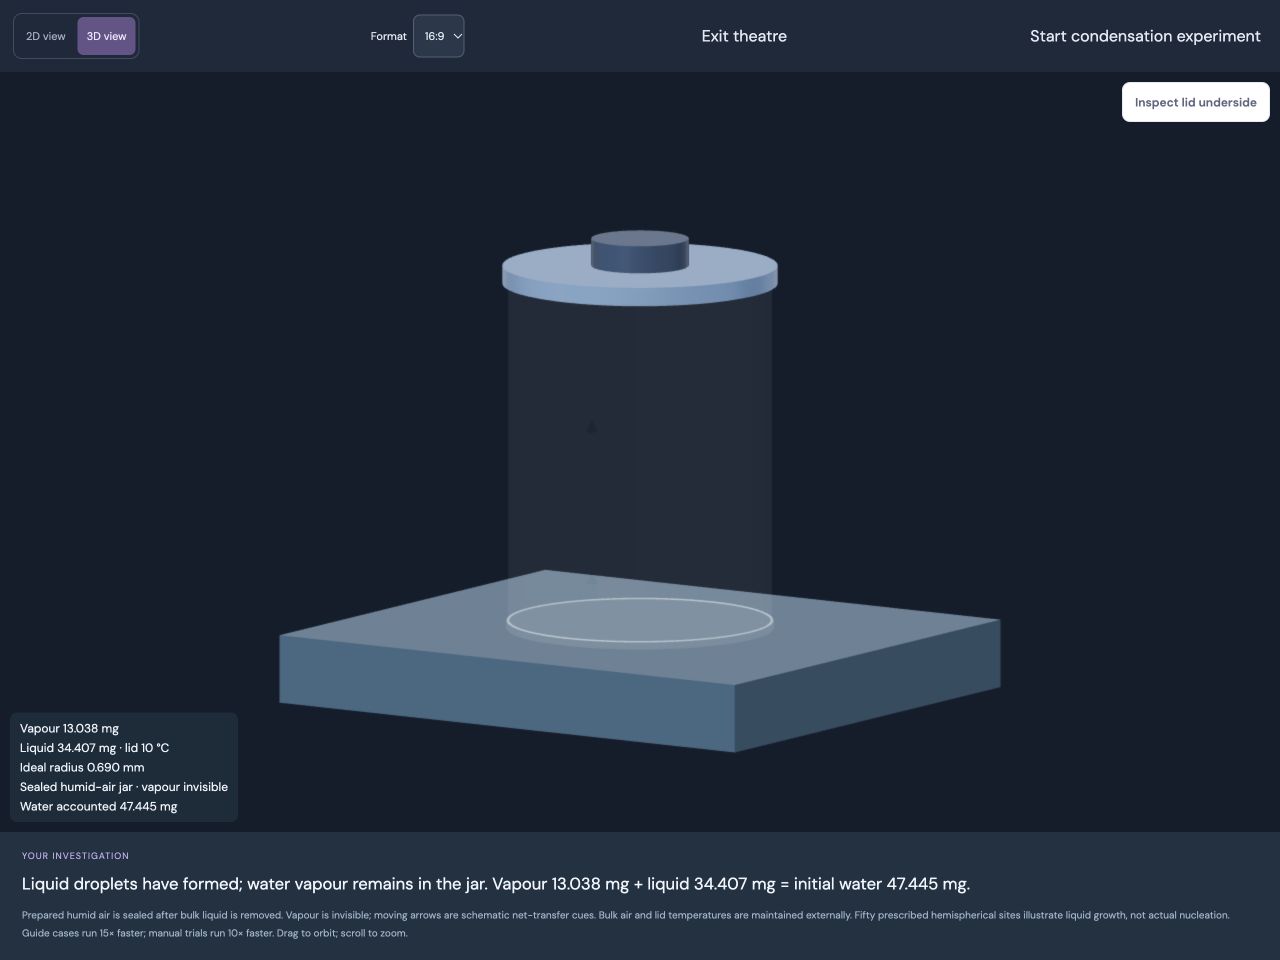 2D view
3D view
Format
16:9
Exit theatre
Start condensation experiment
Inspect lid underside
Vapour 13.038 mg
Liquid 34.407 mg · lid 10 °C
Ideal radius 0.690 mm
Sealed humid-air jar · vapour invisible
Water accounted 47.445 mg
YOUR INVESTIGATION
Liquid droplets have formed; water vapour remains in the jar. Vapour 13.038 mg + liquid 34.407 mg = initial water 47.445 mg.
Prepared humid air is sealed after bulk liquid is removed. Vapour is invisible; moving arrows are schematic net-transfer cues. Bulk air and lid temperatures are maintained externally. Fifty prescribed hemispherical sites illustrate liquid growth, not actual nucleation.
Guide cases run 15× faster; manual trials run 10× faster. Drag to orbit; scroll to zoom.